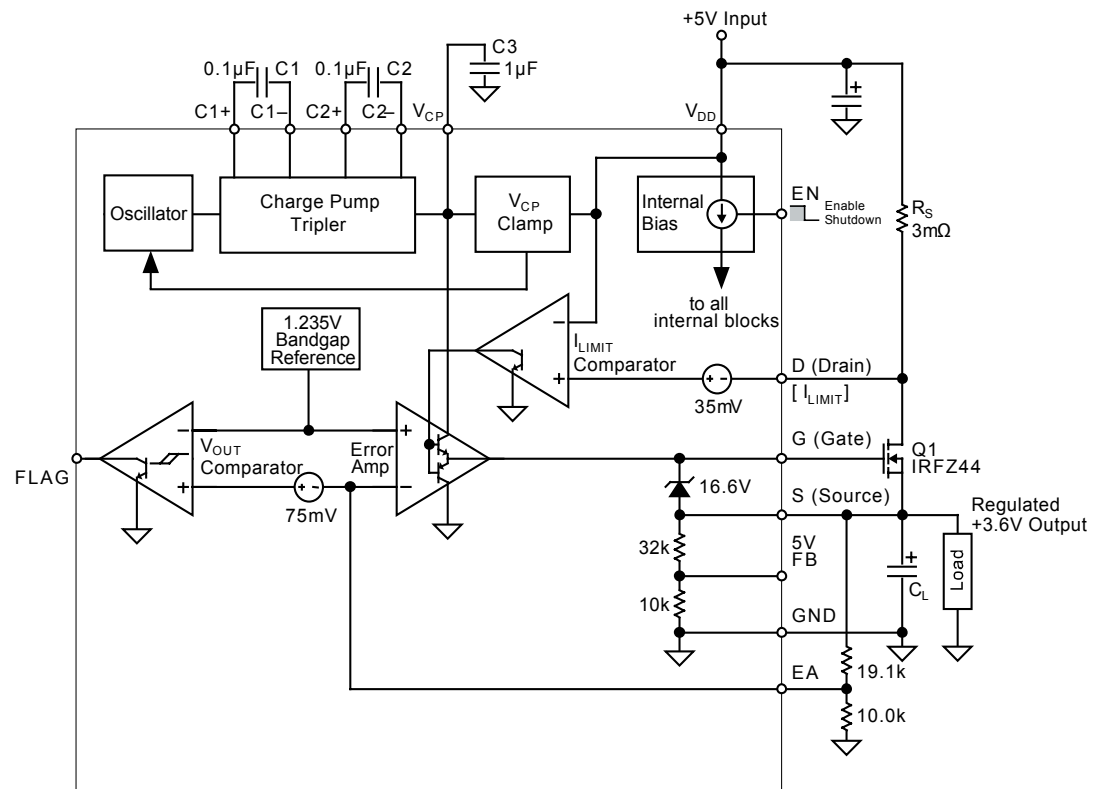 +5V Input
C3
1µF
0.1µF C1
0.1µF C2
C1+
C1–
C2+
C2–
VCP
VDD
Oscillator
Charge Pump
Tripler
VCP
Clamp
Internal
Bias
EN
Enable
Shutdown
RS
3mΩ
to all
internal blocks
1.235V
Bandgap
Reference
–
+
ILIMIT
Comparator
35mV
D (Drain)
[ ILIMIT]
+ -
FLAG
–
+
VOUT
Comparator
+ -
75mV
Error
Amp
+
–
G (Gate)
Q1
IRFZ44
16.6V
S (Source)
Regulated
+3.6V Output
32k
5V
FB
10k
+
CL
Load
GND
EA
19.1k
10.0k
+